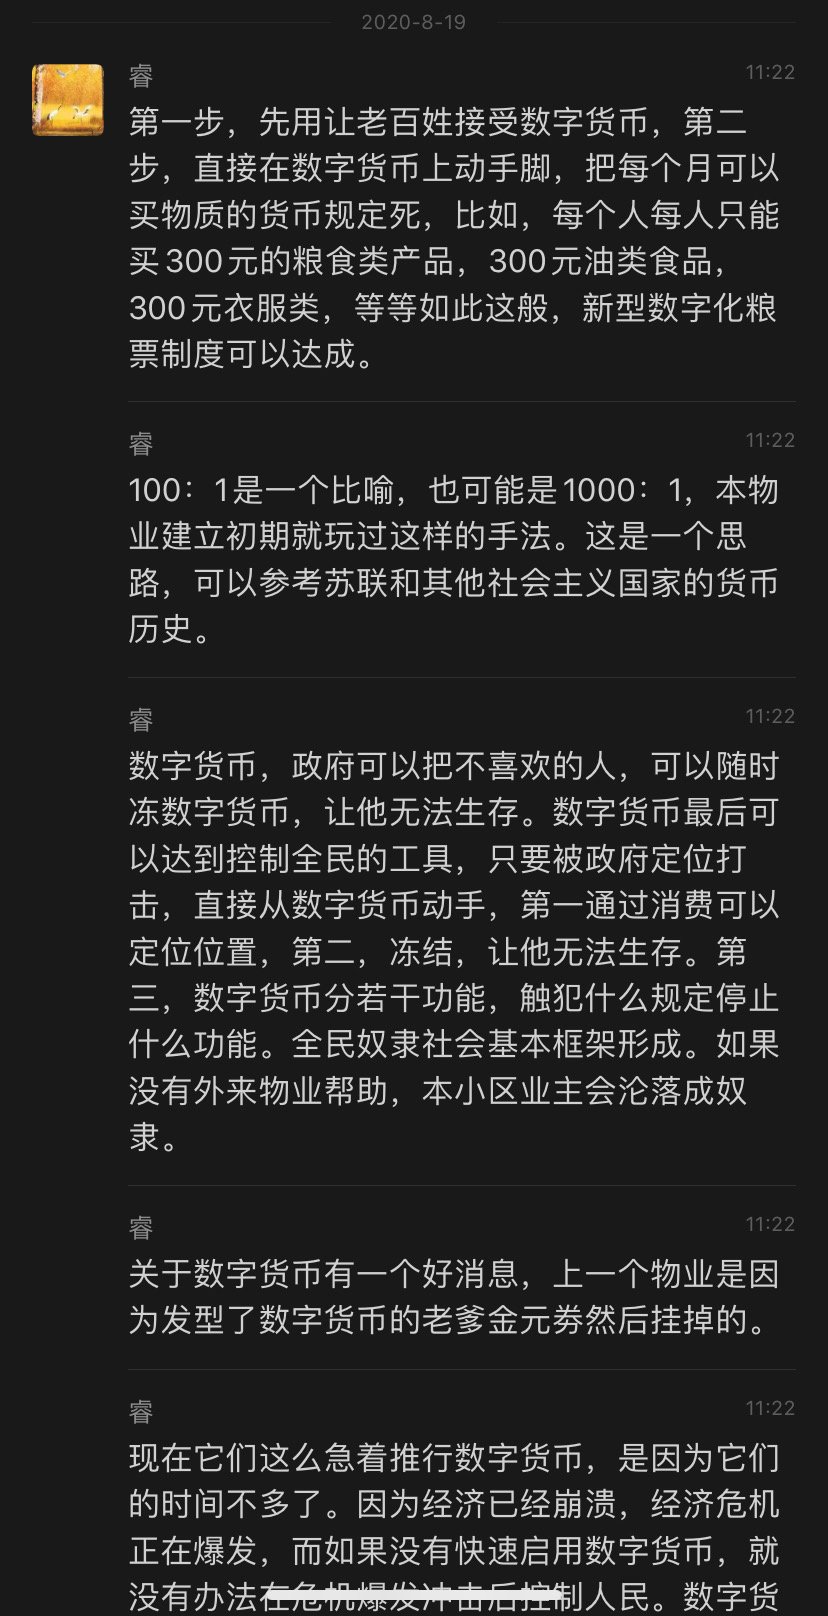 2020-8-19
睿
11:22
第一步，先用让老百姓接受数字货币，第二
步，直接在数字货币上动手脚，把每个月可以
买物质的货币规定死，比如，每个人每人只能
买300元的粮食类产品，300元油类食品，
300元衣服类，等等如此这般，新型数字化粮
票制度可以达成。
睿
11:22
100：1是一个比喻，也可能是1000：1，本物
业建立初期就玩过这样的手法。这是一个思
路，可以参考苏联和其他社会主义国家的货币
历史。
睿
11:22
数字货币，政府可以把不喜欢的人，可以随时
冻数字货币，让他无法生存。数字货币最后可
以达到控制全民的工具，只要被政府定位打
击，直接从数字货币动手，第一通过消费可以
定位位置，第二，冻结，让他无法生存。第
三，数字货币分若干功能，触犯什么规定停止
什么功能。全民奴隶社会基本框架形成。如果
没有外来物业帮助，本小区业主会沦落成奴
隶。
睿
11:22
关于数字货币有一个好消息，上一个物业是因
为发型了数字货币的老爹金元劵然后挂掉的。
睿
11:22
现在它们这么急着推行数字货币，是因为它们
的时间不多了。因为经济已经崩溃，经济危机
正在爆发，而如果没有快速启用数字货币，就
没有办法在危机爆发冲击后控制人民。数字货